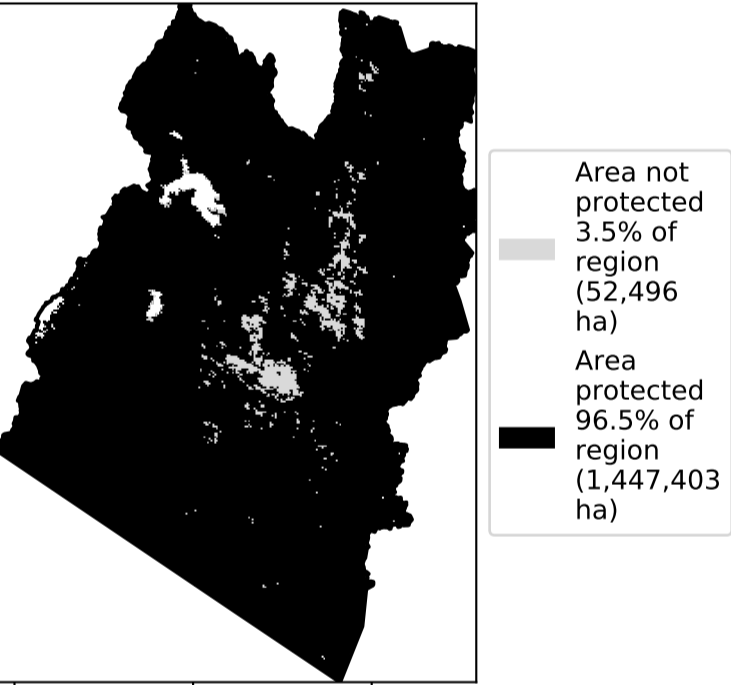 Area not
protected
3.5% of
region
(52,496
ha)
Area
protected
96.5% of
region
(1,447,403
ha)